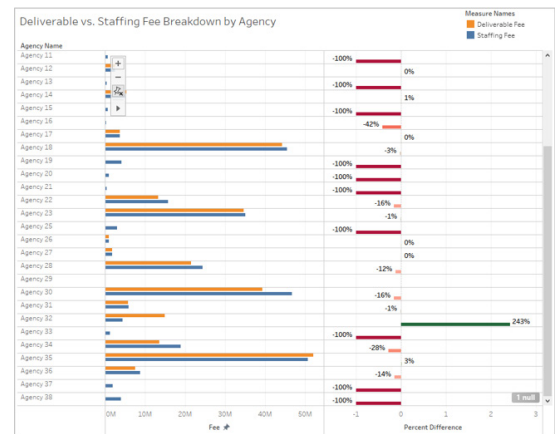 Deliverable vs. Staffing Fee Breakdown by Agency
Measure Names
Deliverable Fee
Staffing Fee
Agency Name
Agency 11 -100%
Agency 12 0%
Agency 13 -100%
Agency 14 1%
Agency 15 -100%
Agency 16 -42%
Agency 17 0%
Agency 18 -3%
Agency 19 -100%
Agency 20 -100%
Agency 21 -100%
Agency 22 -16%
Agency 23 -1%
Agency 25 -100%
Agency 26 0%
Agency 27 0%
Agency 28 -12%
Agency 29
Agency 30 -16%
Agency 31 -1%
Agency 32 243%
Agency 33 -100%
Agency 34 -28%
Agency 35 3%
Agency 36 -14%
Agency 37 -100%
Agency 38 -100%
1 null
0M 10M 20M 30M 40M 50M -1 0 1 2 3
Fee Percent Difference